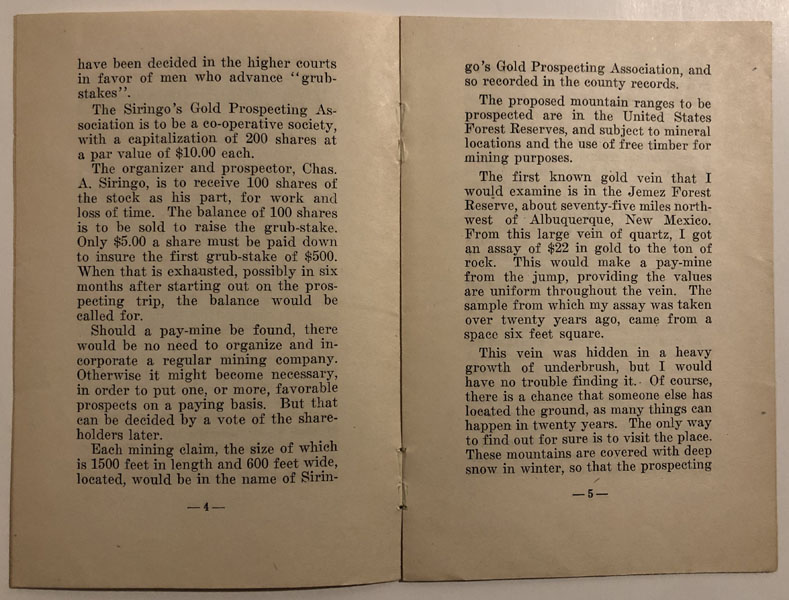 have been decided in the higher courts
in favor of men who advance “grub-
stakes”.
The Siringo's Gold Prospecting As-
sociation is to be a co-operative society,
with a capitalization of 200 shares at
a par value of $10.00 each.
The organizer and prospector, Chas.
A. Siringo, is to receive 100 shares of
the stock as his part, for work and
loss of time. The balance of 100 shares
is to be sold to raise the grub-stake.
Only $5.00 a share must be paid down
to insure the first grub-stake of $500.
When that is exhausted, possibly in six
months after starting out on the pros-
pecting trip, the balance would be
called for.
Should a pay-mine be found, there
would be no need to organize and in-
corporate a regular mining company.
Otherwise it might become necessary,
in order to put one, or more, favorable
prospects on a paying basis. But that
can be decided by a vote of the share-
holders later.
Each mining claim, the size of which
is 1500 feet in length and 600 feet wide,
located, would be in the name of Sirin-
—4—
go's Gold Prospecting Association, and
so recorded in the county records.
The proposed mountain ranges to be
prospected are in the United States
Forest Reserves, and subject to mineral
locations and the use of free timber for
mining purposes.
The first known gold vein that I
would examine is in the Jemez Forest
Reserve, about seventy-five miles north-
west of Albuquerque, New Mexico.
From this large vein of quartz, I got
an assay of $22 in gold to the ton of
rock. This would make a pay-mine
from the jump, providing the values
are uniform throughout the vein. The
sample from which my assay was taken
over twenty years ago, came from a
space six feet square.
This vein was hidden in a heavy
growth of underbrush, but I would
have no trouble finding it. Of course,
there is a chance that someone else has
located the ground, as many things can
happen in twenty years. The only way
to find out for sure is to visit the place.
These mountains are covered with deep
snow in winter, so that the prospecting
—5—